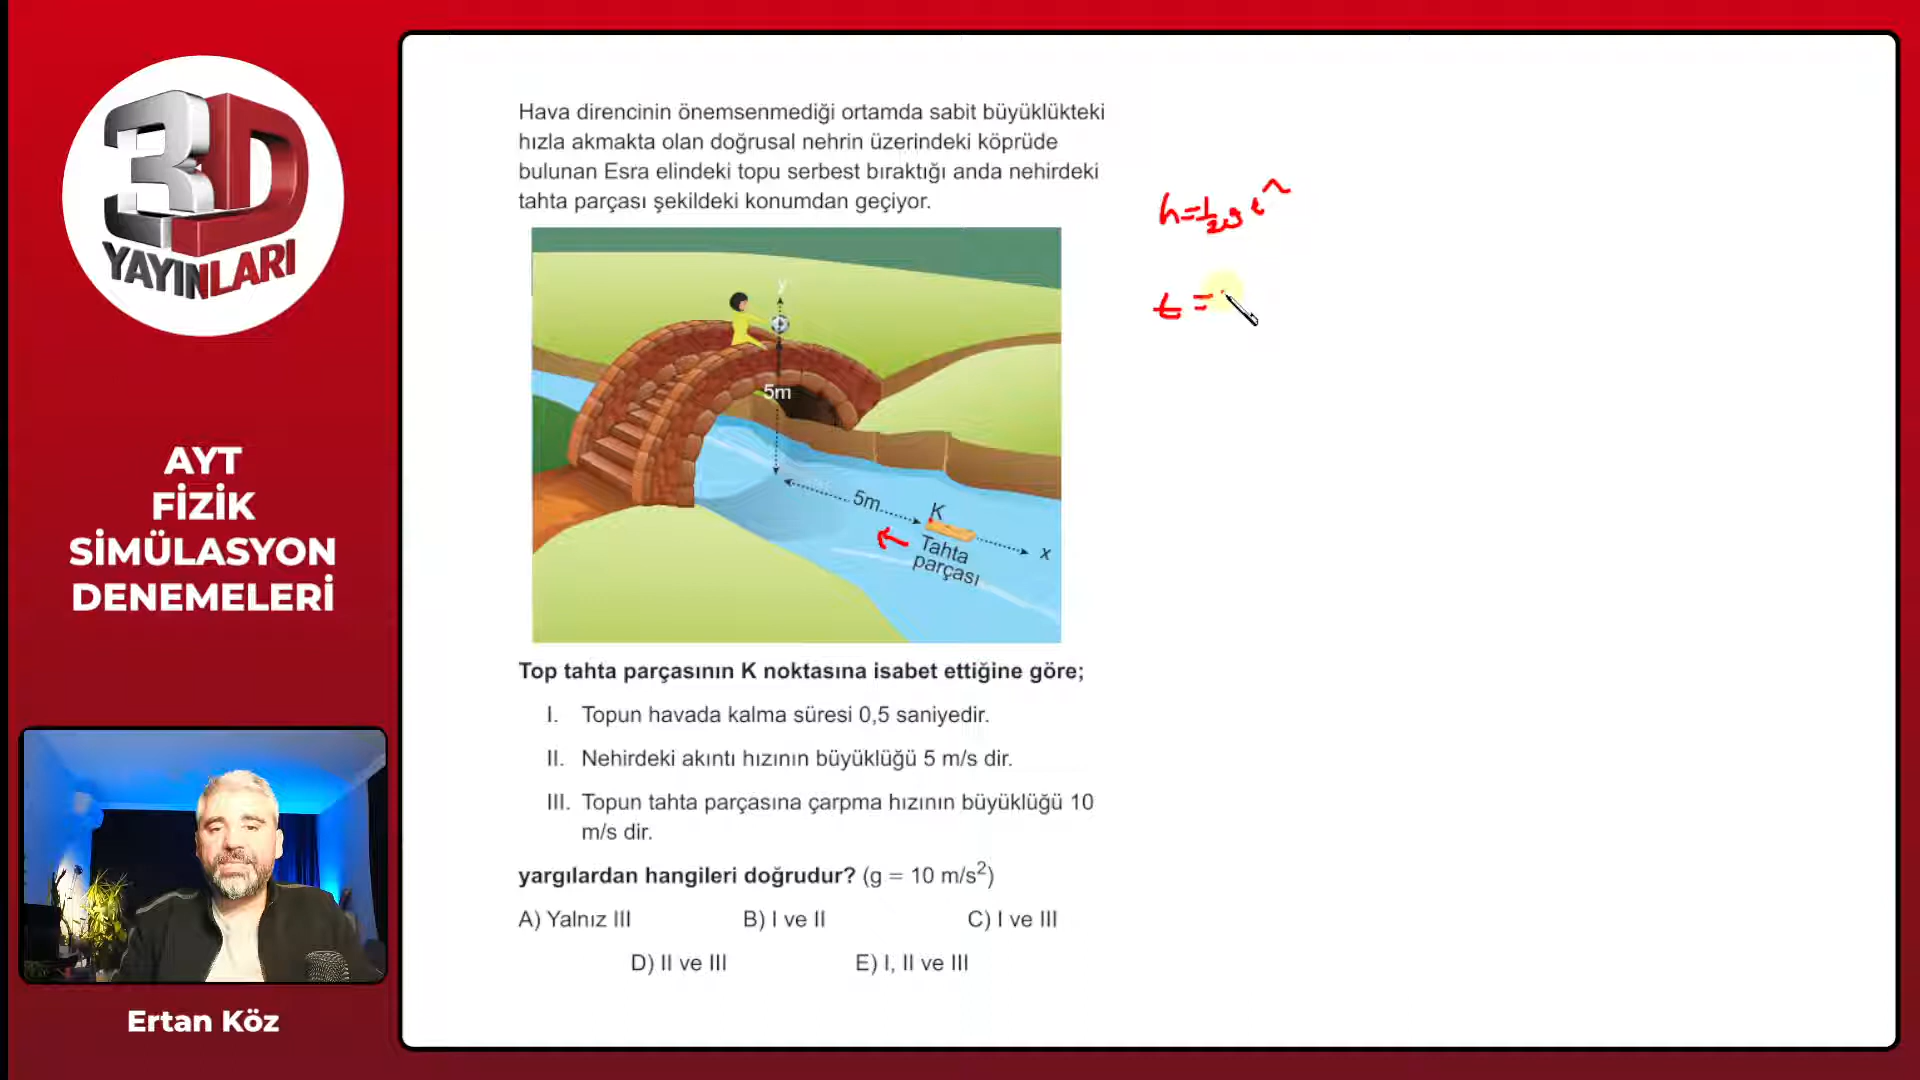 3D
YAYINLARI
AYT
FİZİK
SİMÜLASYON
DENEMELERİ
Ertan Köz
Hava direncinin önemsenmediği ortamda sabit büyüklükteki
hızla akmakta olan doğrusal nehrin üzerindeki köprüde
bulunan Esra elindeki topu serbest bıraktığı anda nehirdeki
tahta parçası şekildeki konumdan geçiyor.
y
5m
5m
K
x
Tahta
parçası
Top tahta parçasının K noktasına isabet ettiğine göre;
I. Topun havada kalma süresi 0,5 saniyedir.
II. Nehirdeki akıntı hızının büyüklüğü 5 m/s dir.
III. Topun tahta parçasına çarpma hızının büyüklüğü 10
m/s dir.
yargılardan hangileri doğrudur? (g = 10 m/s²)
A) Yalnız III B) I ve II C) I ve III
D) II ve III E) I, II ve III
h=½gt²
t=